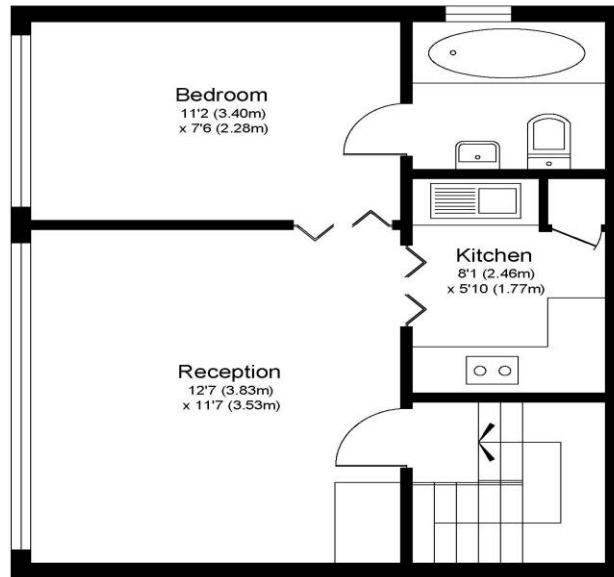 Bedroom
11'2 (3.40m)
x 7'6 (2.28m)
Kitchen
8'1 (2.46m)
x 5'10 (1.77m)
Reception
12'7 (3.83m)
x 11'7 (3.53m)